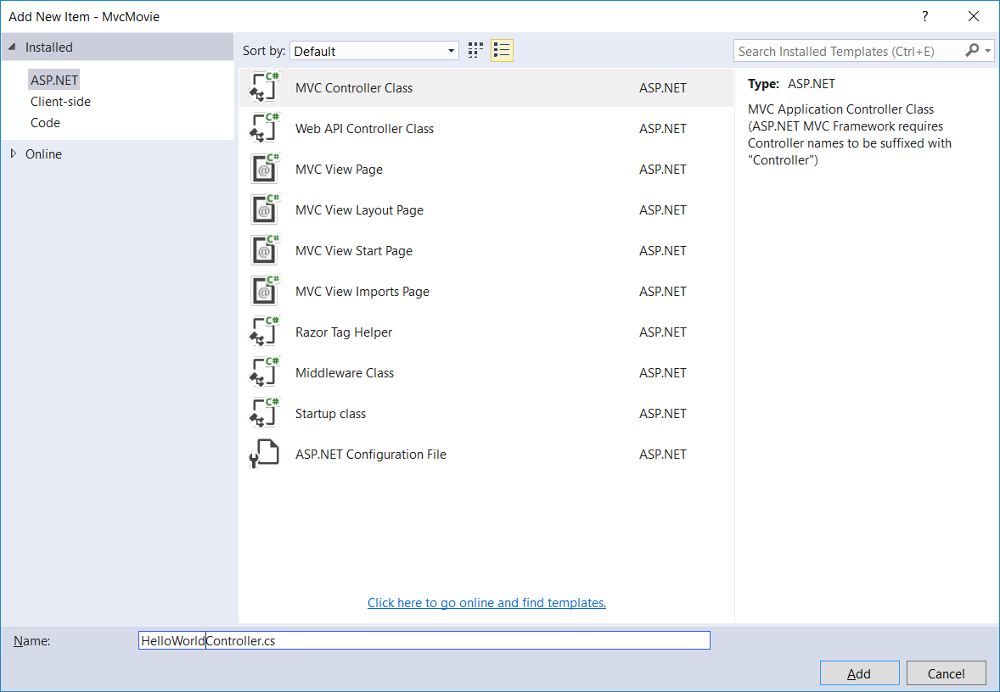 Add New Item - MvcMovie ?
Installed
ASP.NET
Client-side
Code
Online
Sort by: Default
Search Installed Templates (Ctrl+E)
C# MVC Controller Class ASP.NET
C# Web API Controller Class ASP.NET
C# @ MVC View Page ASP.NET
C# @ MVC View Layout Page ASP.NET
C# @ MVC View Start Page ASP.NET
C# @ MVC View Imports Page ASP.NET
C# Razor Tag Helper ASP.NET
C# Middleware Class ASP.NET
C# Startup class ASP.NET
ASP.NET Configuration File ASP.NET
Click here to go online and find templates.
Type: ASP.NET
MVC Application Controller Class
(ASP.NET MVC Framework requires
Controller names to be suffixed with
"Controller")
Name: HelloWorldController.cs
Add Cancel